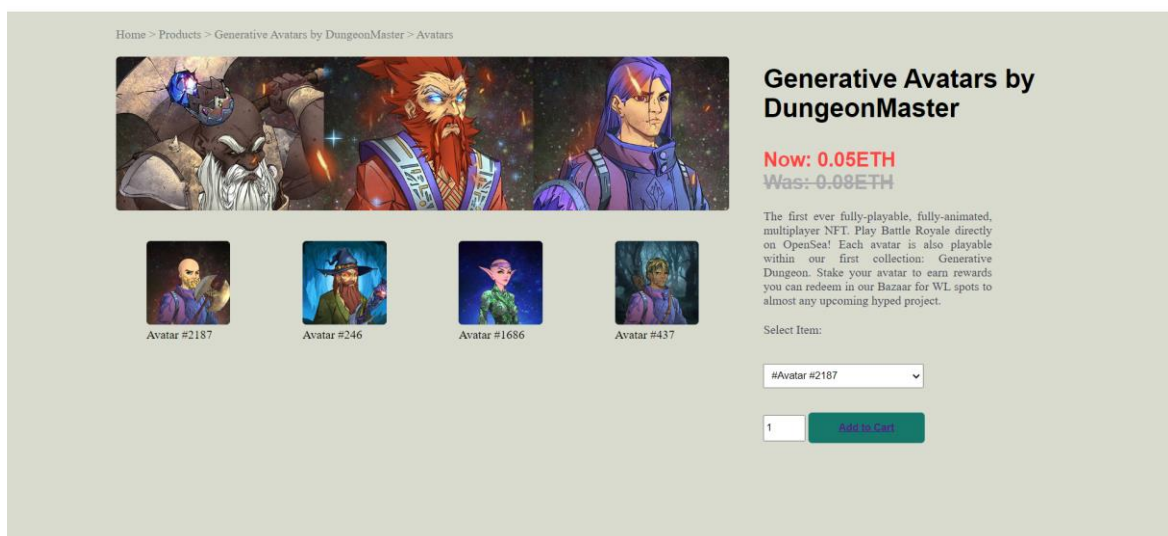 Home > Products > Generative Avatars by DungeonMaster > Avatars
Generative Avatars by
DungeonMaster
Now: 0.05ETH
Was: 0.08ETH
The first ever fully-playable, fully-animated,
multiplayer NFT. Play Battle Royale directly
on OpenSea! Each avatar is also playable
within our first collection: Generative
Dungeon. Stake your avatar to earn rewards
you can redeem in our Bazaar for WL spots to
almost any upcoming hyped project.
Select Item:
#Avatar #2187
1
Add to Cart
Avatar #2187
Avatar #246
Avatar #1686
Avatar #437